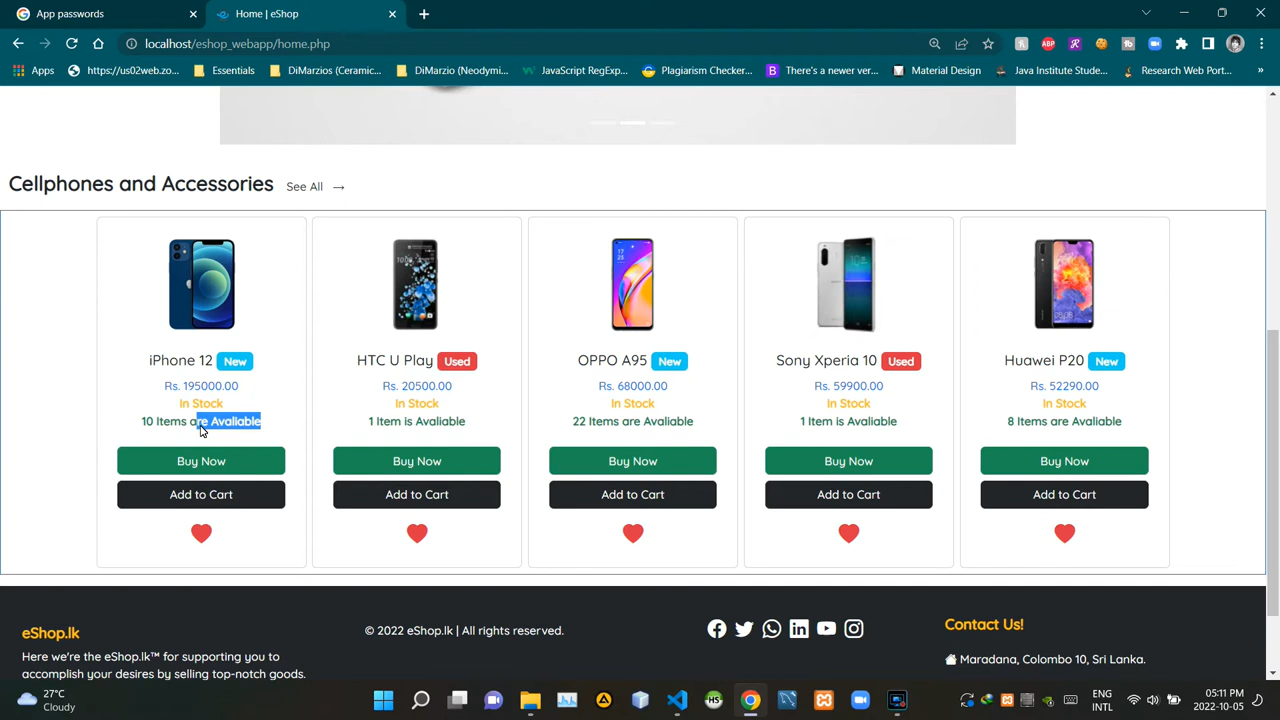 App passwords
Home | eShop
localhost/eshop_webapp/home.php
ABP
Apps
https://us02web.zo...
Essentials
DiMarzios (Ceramic...
DiMarzio (Neodymi...
JavaScript RegExp...
Plagiarism Checker...
There's a newer ver...
Material Design
Java Institute Stude...
Research Web Port...
Cellphones and Accessories See All →
iPhone 12 New
Rs. 195000.00
In Stock
10 Items are Avaliable
Buy Now
Add to Cart
HTC U Play Used
Rs. 20500.00
In Stock
1 Item is Avaliable
Buy Now
Add to Cart
OPPO A95 New
Rs. 68000.00
In Stock
22 Items are Avaliable
Buy Now
Add to Cart
Sony Xperia 10 Used
Rs. 59900.00
In Stock
1 Item is Avaliable
Buy Now
Add to Cart
Huawei P20 New
Rs. 52290.00
In Stock
8 Items are Avaliable
Buy Now
Add to Cart
eShop.lk
Here we're the eShop.lk™ for supporting you to
accomplish your desires by selling top-notch goods.
© 2022 eShop.lk | All rights reserved.
Contact Us!
Maradana, Colombo 10, Sri Lanka.
27°C
Cloudy
ENG
INTL
05:11 PM
2022-10-05